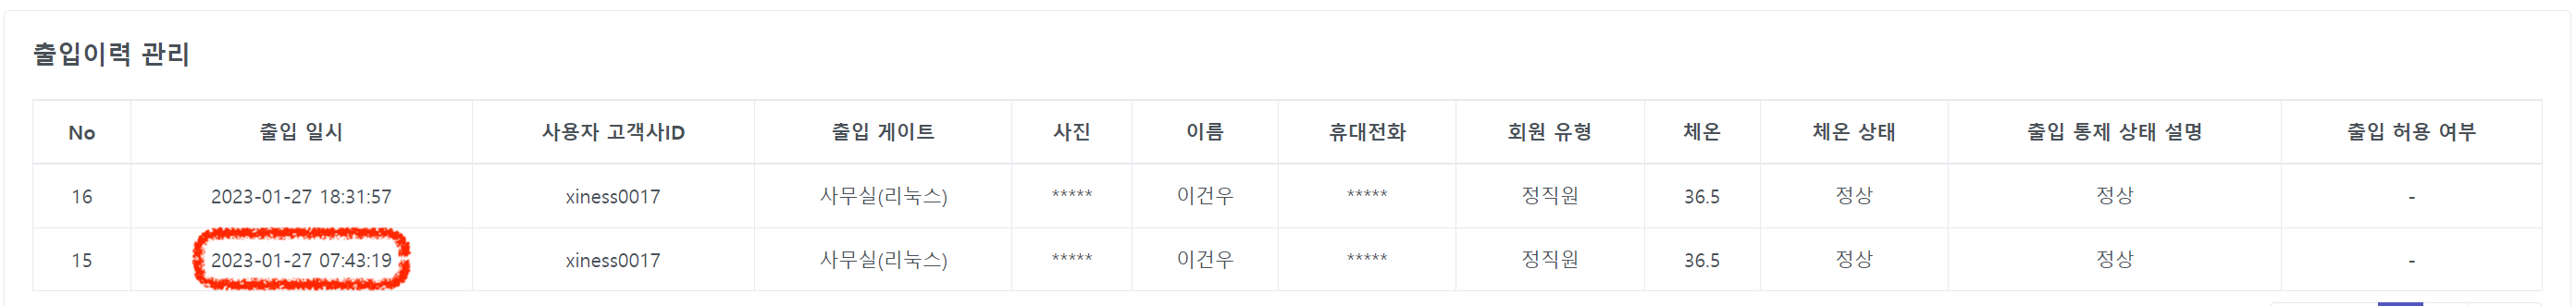 출입이력 관리
No 출입 일시 사용자 고객사ID 출입 게이트 사진 이름 휴대전화 회원 유형 체온 체온 상태 출입 통제 상태 설명 출입 허용 여부
16 2023-01-27 18:31:57 xiness0017 사무실(리눅스) ***** 이건우 ***** 정직원 36.5 정상 정상 -
15 2023-01-27 07:43:19 xiness0017 사무실(리눅스) ***** 이건우 ***** 정직원 36.5 정상 정상 -